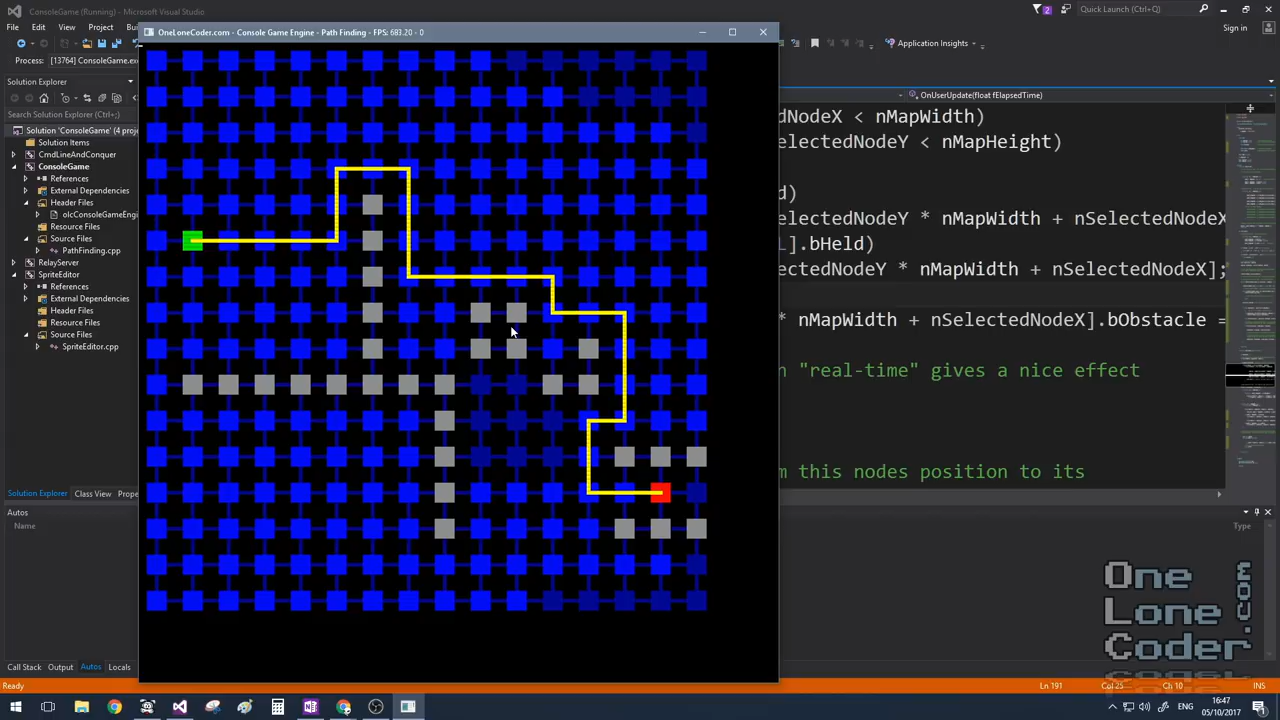 ConsoleGame (Running) - Microsoft Visual Studio
Quick Launch (Ctrl+Q)
File
Edit
View
Project
Sign in
OneLoneCoder.com - Console Game Engine - Path Finding - FPS: 683.20 - 0
Application Insights
Process: [13764] ConsoleGame.ex
Solution Explorer
OnUserUpdate(float fElapsedTime)
Search Solution Explorer (Ctrl+;)
Solution 'ConsoleGame' (4 proj
Solution Items
CmdLineAndConquer
ConsoleGame
References
External Dependencies
Header Files
olcConsoleGameEngi
Resource Files
Source Files
PathFinding.cpp
RelayServer
SpriteEditor
References
External Dependencies
Header Files
Resource Files
Source Files
SpriteEditor.cpp
edNodeX < nMapWidth)
electedNodeY < nMapHeight)
d)
electedNodeY * nMapWidth + nSelectedNodeX
L].bHeld)
ectedNodeY * nMapWidth + nSelectedNodeX];
* nMapWidth + nSelectedNodeX].bObstacle =
n "real-time" gives a nice effect
m this nodes position to its
Solution Explorer
Class View
Prope
Autos
Name
Type
One
Lone
Coder
.com
Call Stack
Output
Autos
Locals
Ready
Ln 191
Col 25
Ch 10
INS
16:47
05/10/2017